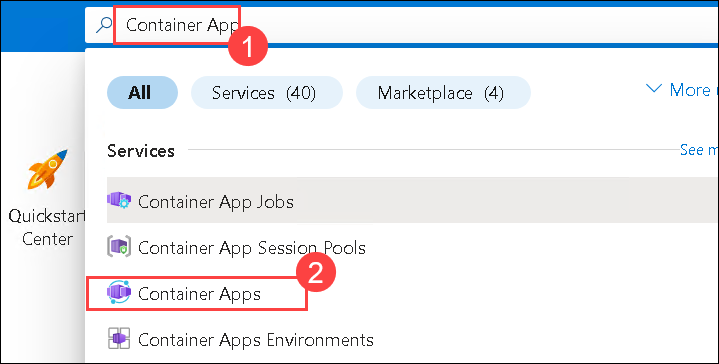 Container App
1
All
Services (40)
Marketplace (4)
More
Services
See
Quickstart
Center
Container App Jobs
Container App Session Pools
2
Container Apps
Container Apps Environments